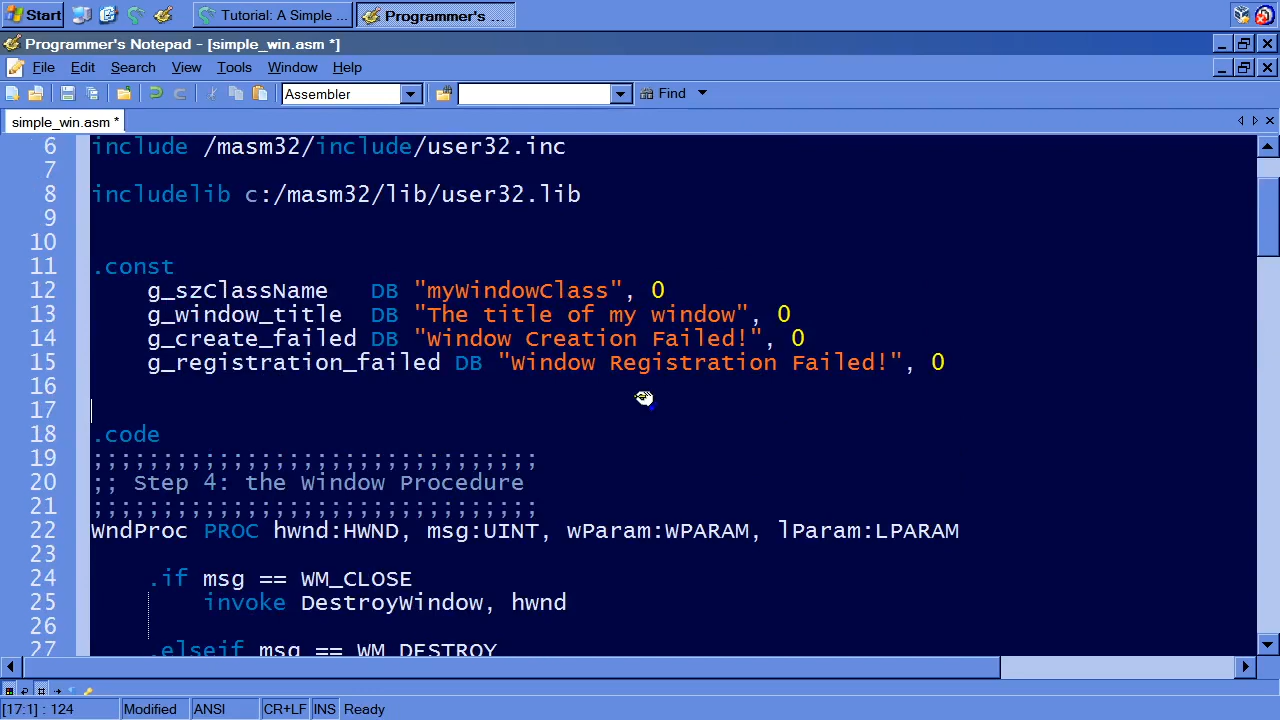 Start Tutorial: A Simple ... Programmer's ...
Programmer's Notepad - [simple_win.asm *]
File Edit Search View Tools Window Help
Assembler Find
simple_win.asm *
6 include /masm32/include/user32.inc
7
8 includelib c:/masm32/lib/user32.lib
9
10
11 .const
12 g_szClassName DB "myWindowClass", 0
13 g_window_title DB "The title of my window", 0
14 g_create_failed DB "Window Creation Failed!", 0
15 g_registration_failed DB "Window Registration Failed!", 0
16
17
18 .code
19 ;;;;;;;;;;;;;;;;;;;;;;;;;;;;;;;;
20 ;; Step 4: the Window Procedure
21 ;;;;;;;;;;;;;;;;;;;;;;;;;;;;;;;;
22 WndProc PROC hwnd:HWND, msg:UINT, wParam:WPARAM, lParam:LPARAM
23
24 .if msg == WM_CLOSE
25 invoke DestroyWindow, hwnd
26
27 .elseif msg == WM_DESTROY
[17:1] : 124 Modified ANSI CR+LF INS Ready